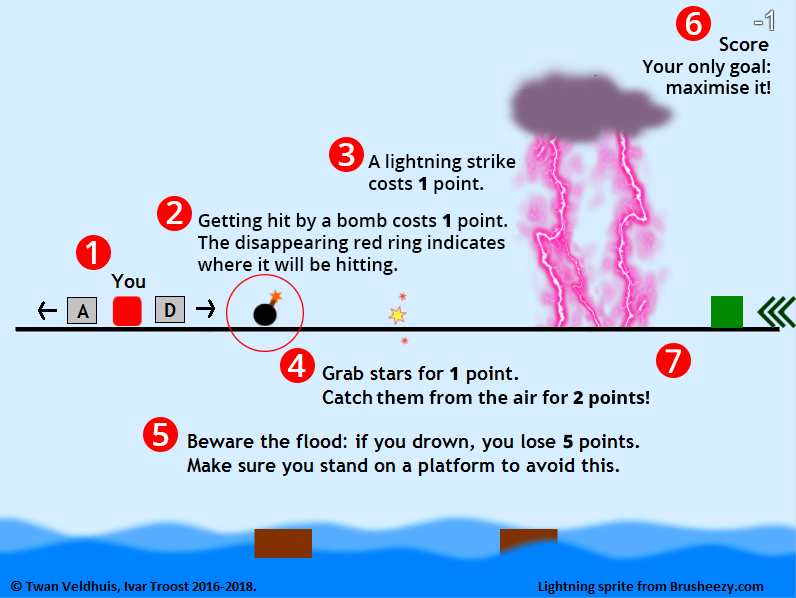 6
-1
Score
Your only goal:
maximise it!
3
A lightning strike
costs 1 point.
2
Getting hit by a bomb costs 1 point.
The disappearing red ring indicates
where it will be hitting.
1
You
A
D
4
Grab stars for 1 point.
Catch them from the air for 2 points!
7
5
Beware the flood: if you drown, you lose 5 points.
Make sure you stand on a platform to avoid this.
© Twan Veldhuis, Ivar Troost 2016-2018.
Lightning sprite from Brusheezy.com